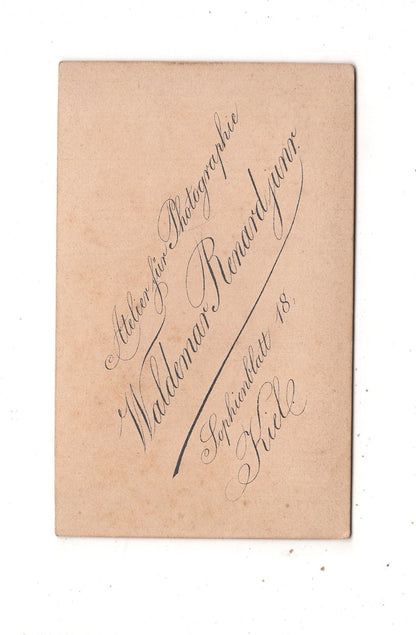 Atelier für Photographie
Waldemar Renard junr.
Sophienblatt 18,
Kiel